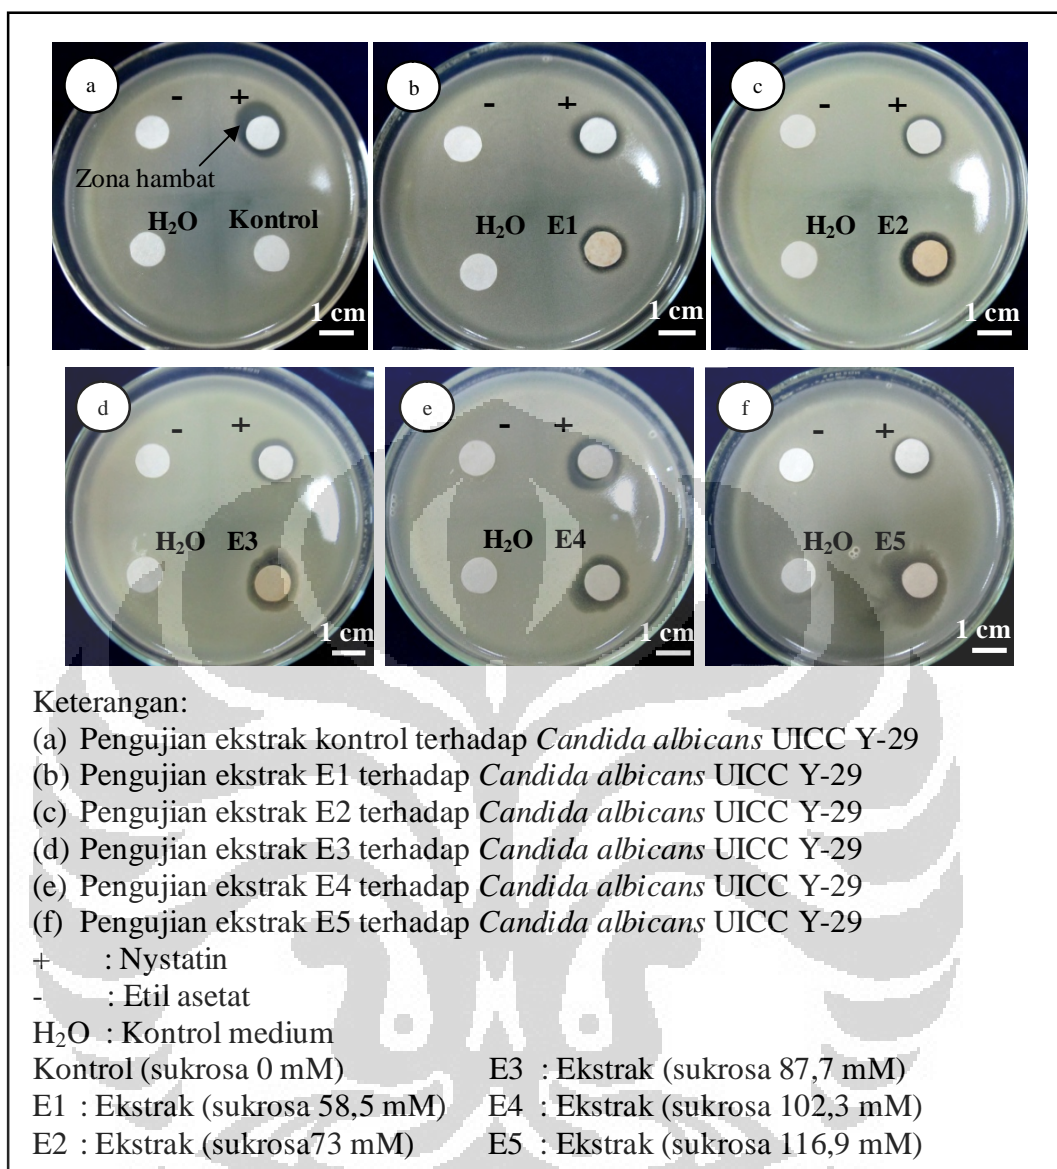 a
- +
Zona hambat
H₂O Kontrol
1 cm
b
- +
H₂O E1
1 cm
c
- +
H₂O E2
1 cm
d
- +
H₂O E3
1 cm
e
- +
H₂O E4
1 cm
f
- +
H₂O E5
1 cm
Keterangan:
(a) Pengujian ekstrak kontrol terhadap Candida albicans UICC Y-29
(b) Pengujian ekstrak E1 terhadap Candida albicans UICC Y-29
(c) Pengujian ekstrak E2 terhadap Candida albicans UICC Y-29
(d) Pengujian ekstrak E3 terhadap Candida albicans UICC Y-29
(e) Pengujian ekstrak E4 terhadap Candida albicans UICC Y-29
(f) Pengujian ekstrak E5 terhadap Candida albicans UICC Y-29
+ : Nystatin
- : Etil asetat
H₂O : Kontrol medium
Kontrol (sukrosa 0 mM) E3 : Ekstrak (sukrosa 87,7 mM)
E1 : Ekstrak (sukrosa 58,5 mM) E4 : Ekstrak (sukrosa 102,3 mM)
E2 : Ekstrak (sukrosa73 mM) E5 : Ekstrak (sukrosa 116,9 mM)